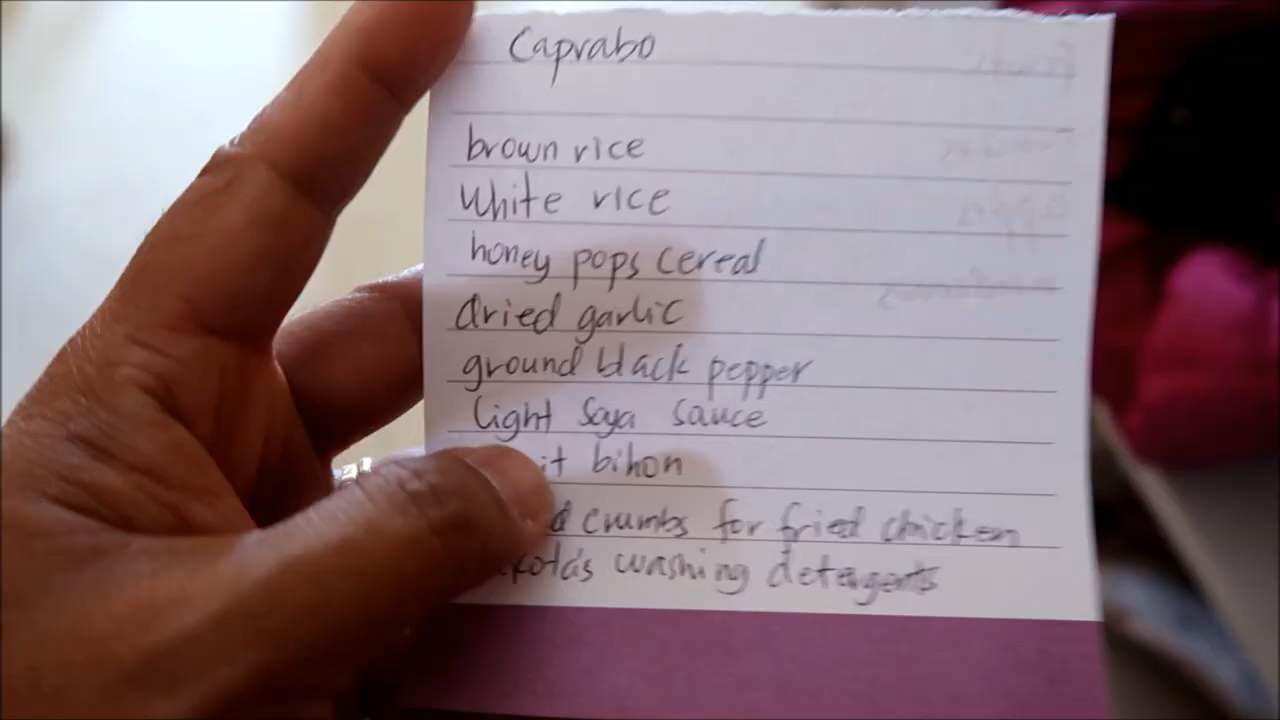 Caprabo
brown rice
White rice
honey pops cereal
dried garlic
ground black pepper
light Soya sauce
bihon
crumbs for fried chicken
washing detergents